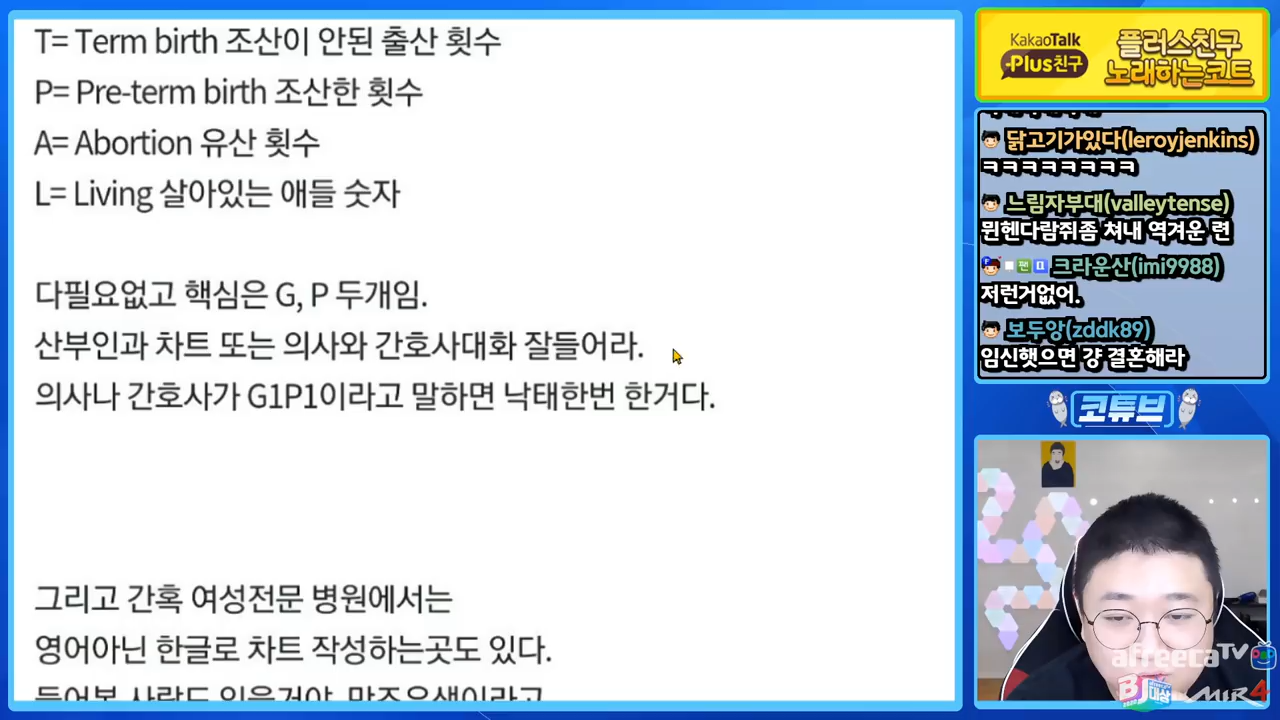 T= Term birth 조산이 안된 출산 횟수
P= Pre-term birth 조산한 횟수
A= Abortion 유산 횟수
L= Living 살아있는 애들 숫자
다필요없고 핵심은 G, P 두개임.
산부인과 차트 또는 의사와 간호사대화 잘들어라.
의사나 간호사가 G1P1이라고 말하면 낙태한번 한거다.
그리고 간혹 여성전문 병원에서는
영어아닌 한글로 차트 작성하는곳도 있다.
KakaoTalk
Plus친구
플러스친구
노래하는코트
닭고기가있다(leroyjenkins)
ㅋㅋㅋㅋㅋㅋㅋㅋ
느림자부대(valleytense)
뮌헨다람쥐좀 쳐내 역겨운 련
팬
크라운산(imi9988)
저런거없어.
보두앙(zddk89)
임신햇으면 걍 결혼해라
코튜브
afreecaTV
BJ대상
MIR4